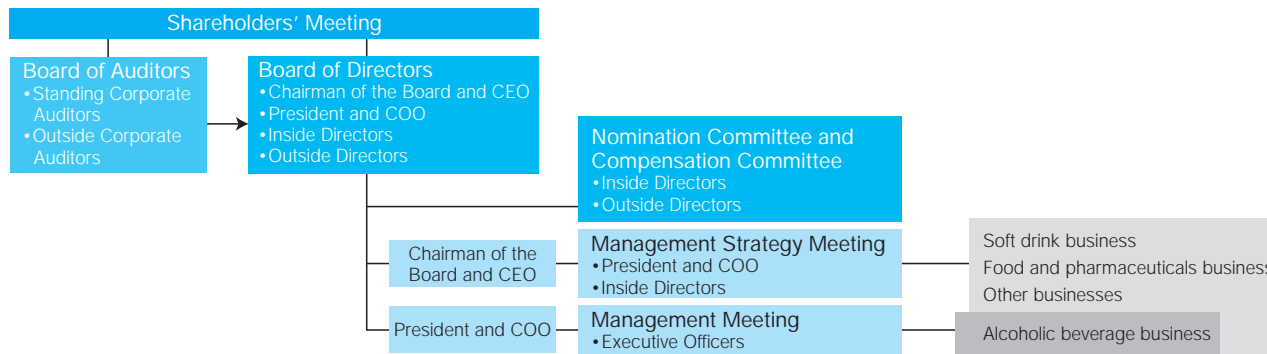 Shareholders’ Meeting
Board of Auditors
•Standing Corporate
Auditors
•Outside Corporate
Auditors
Board of Directors
•Chairman of the Board and CEO
•President and COO
•Inside Directors
•Outside Directors
Nomination Committee and
Compensation Committee
•Inside Directors
•Outside Directors
Chairman of the
Board and CEO
Management Strategy Meeting
•President and COO
•Inside Directors
Soft drink business
Food and pharmaceuticals business
Other businesses
President and COO
Management Meeting
•Executive Officers
Alcoholic beverage business